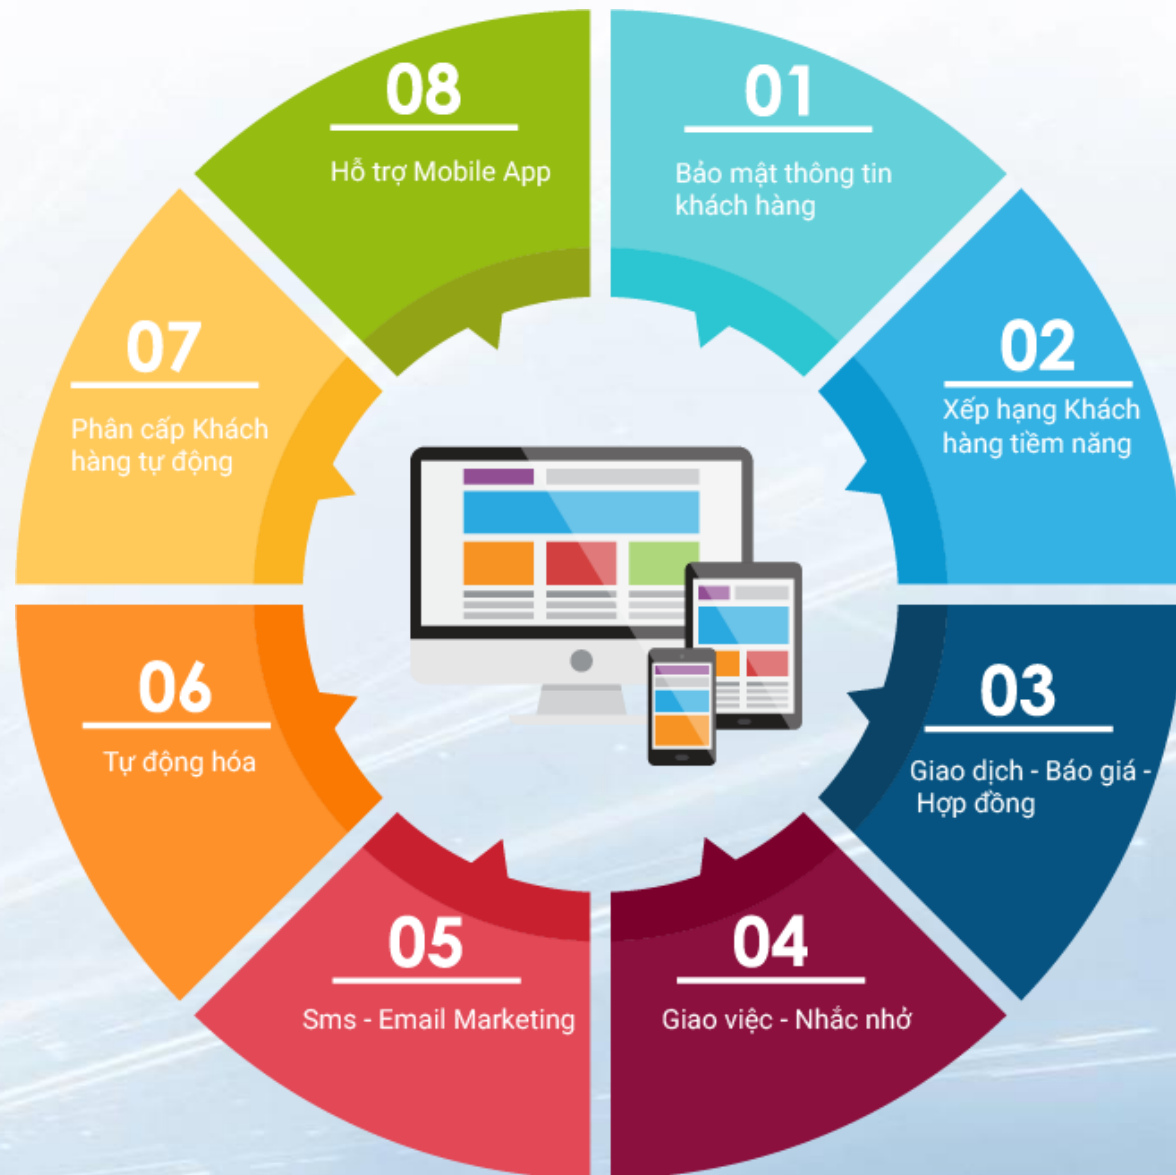 01
Bảo mật thông tin
khách hàng
02
Xếp hạng Khách
hàng tiềm năng
03
Giao dịch - Báo giá -
Hợp đồng
04
Giao việc - Nhắc nhở
05
Sms - Email Marketing
06
Tự động hóa
07
Phân cấp Khách
hàng tự động
08
Hỗ trợ Mobile App